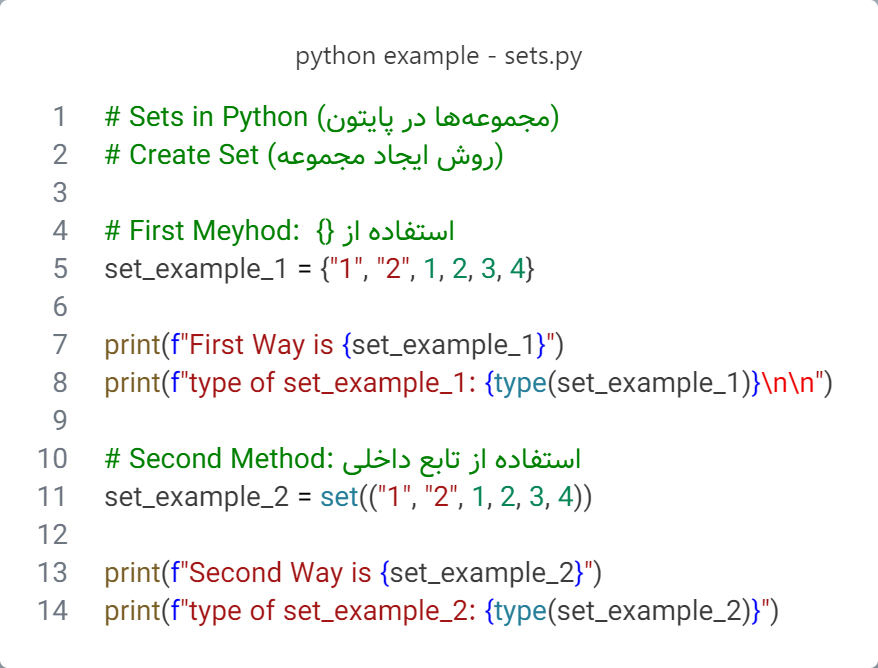 python example - sets.py
1 # Sets in Python (مجموعه‌ها در پایتون)
2 # Create Set (روش ایجاد مجموعه)
3
4 # First Meyhod:  {} استفاده از
5 set_example_1 = {"1", "2", 1, 2, 3, 4}
6
7 print(f"First Way is {set_example_1}")
8 print(f"type of set_example_1: {type(set_example_1)}\n\n")
9
10 # Second Method: استفاده از تابع داخلی
11 set_example_2 = set(("1", "2", 1, 2, 3, 4))
12
13 print(f"Second Way is {set_example_2}")
14 print(f"type of set_example_2: {type(set_example_2)}")